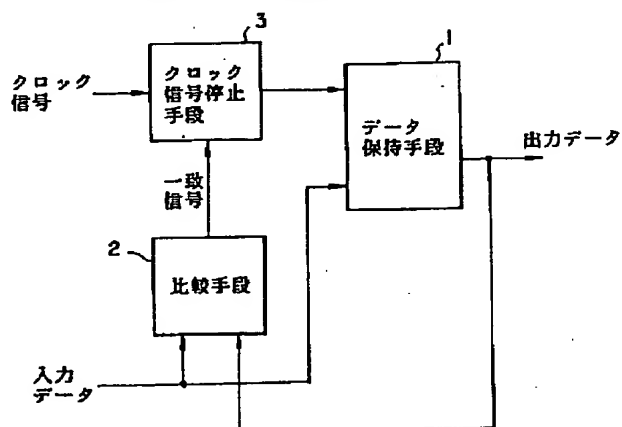 3
クロック
信号
クロック
信号停止
手段
1
データ
保持手段
出力データ
一致
信号
2
比較手段
入力
データ